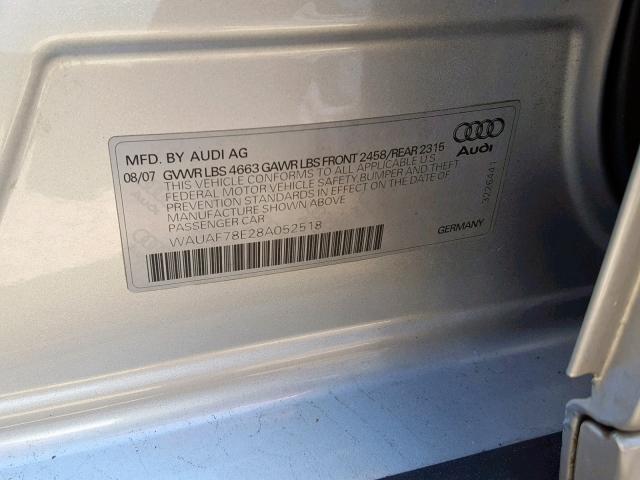 MFD. BY AUDI AG
08/07 GVWR LBS 4663 GAWR LBS FRONT 2458/REAR 2315
THIS VEHICLE CONFORMS TO ALL APPLICABLE U.S.
FEDERAL MOTOR VEHICLE SAFETY, BUMPER AND THEFT
PREVENTION STANDARDS IN EFFECT ON THE DATE OF
MANUFACTURE SHOWN ABOVE
PASSENGER CAR
WAUAF78E28A052518
Audi
3226441
GERMANY